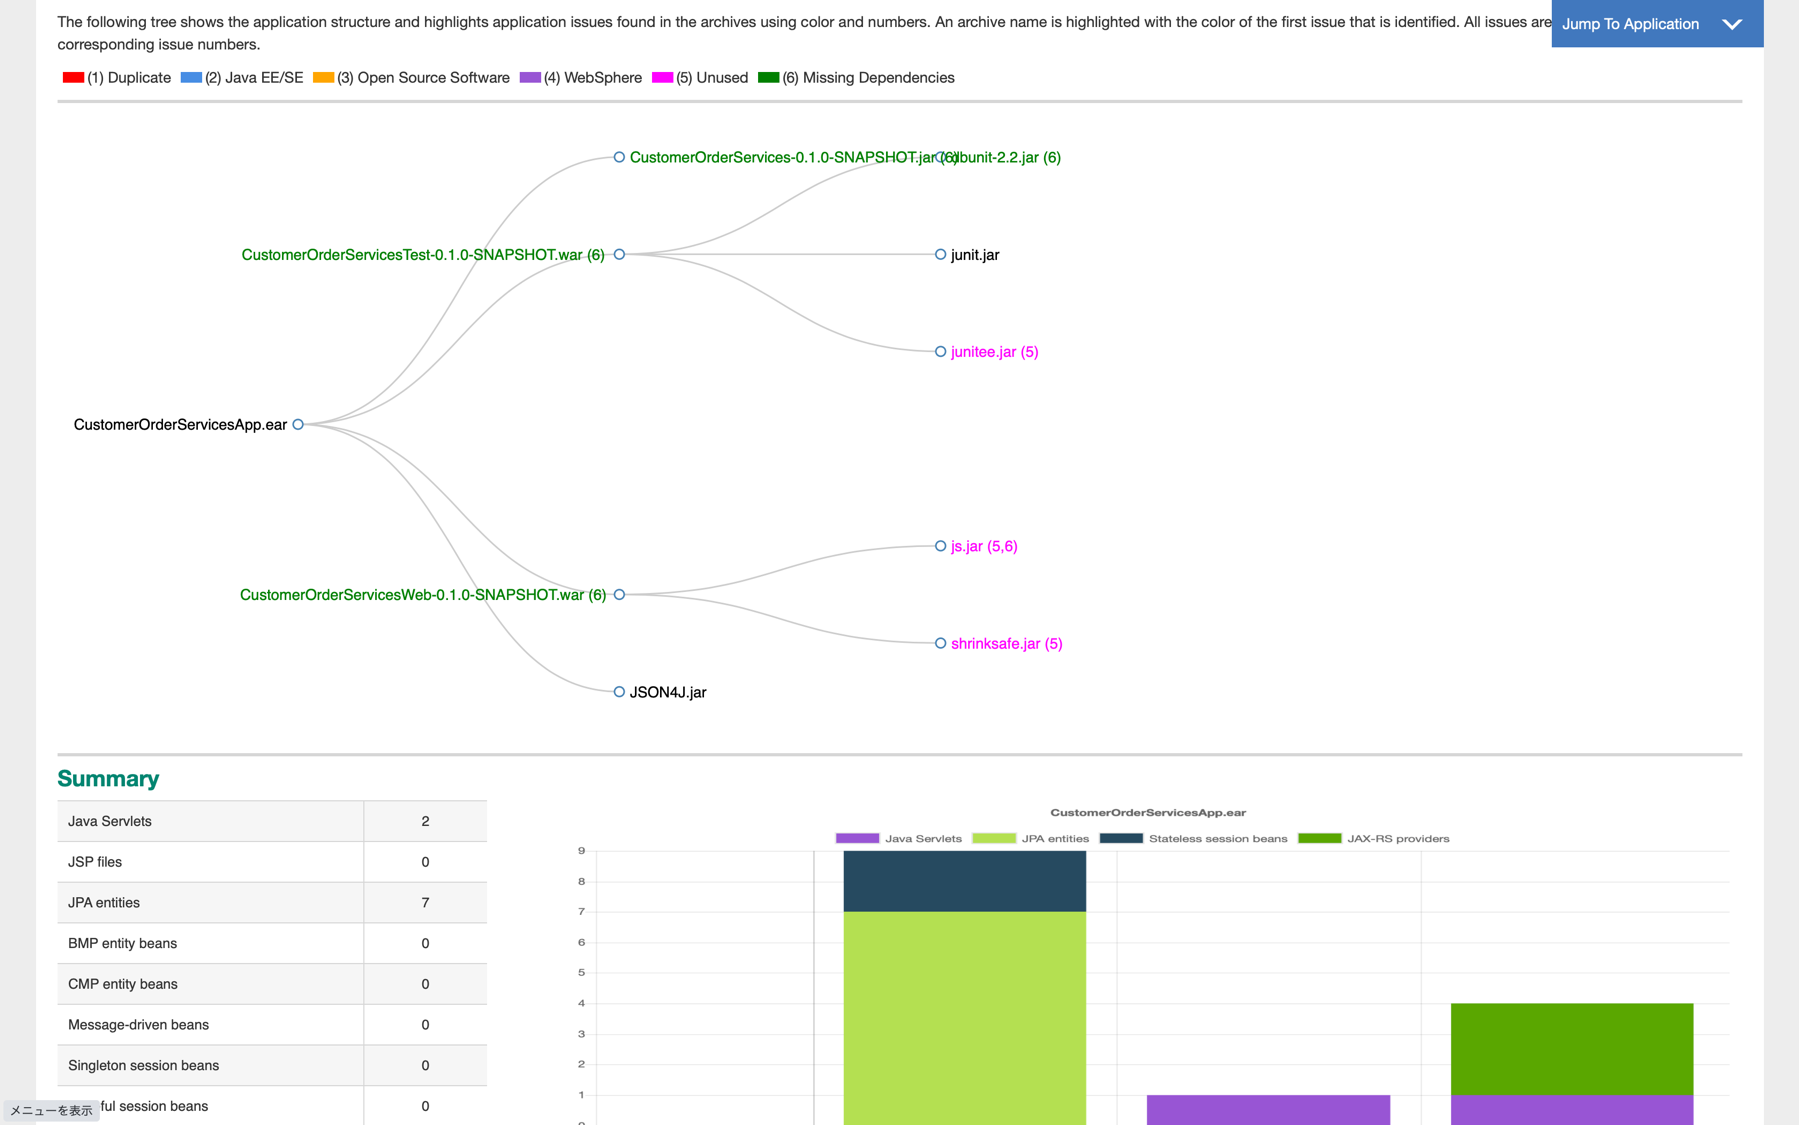 The following tree shows the application structure and highlights application issues found in the archives using color and numbers. An archive name is highlighted with the color of the first issue that is identified. All issues are
corresponding issue numbers.
Jump To Application
(1) Duplicate (2) Java EE/SE (3) Open Source Software (4) WebSphere (5) Unused (6) Missing Dependencies
CustomerOrderServices-0.1.0-SNAPSHOT.jar (6)
dbunit-2.2.jar (6)
CustomerOrderServicesTest-0.1.0-SNAPSHOT.war (6)
junit.jar
junitee.jar (5)
CustomerOrderServicesApp.ear
js.jar (5,6)
CustomerOrderServicesWeb-0.1.0-SNAPSHOT.war (6)
shrinksafe.jar (5)
JSON4J.jar
Summary
Java Servlets 2
JSP files 0
JPA entities 7
BMP entity beans 0
CMP entity beans 0
Message-driven beans 0
Singleton session beans 0
ful session beans 0
メニューを表示
CustomerOrderServicesApp.ear
Java Servlets JPA entities Stateless session beans JAX-RS providers
9
8
7
6
5
4
3
2
1